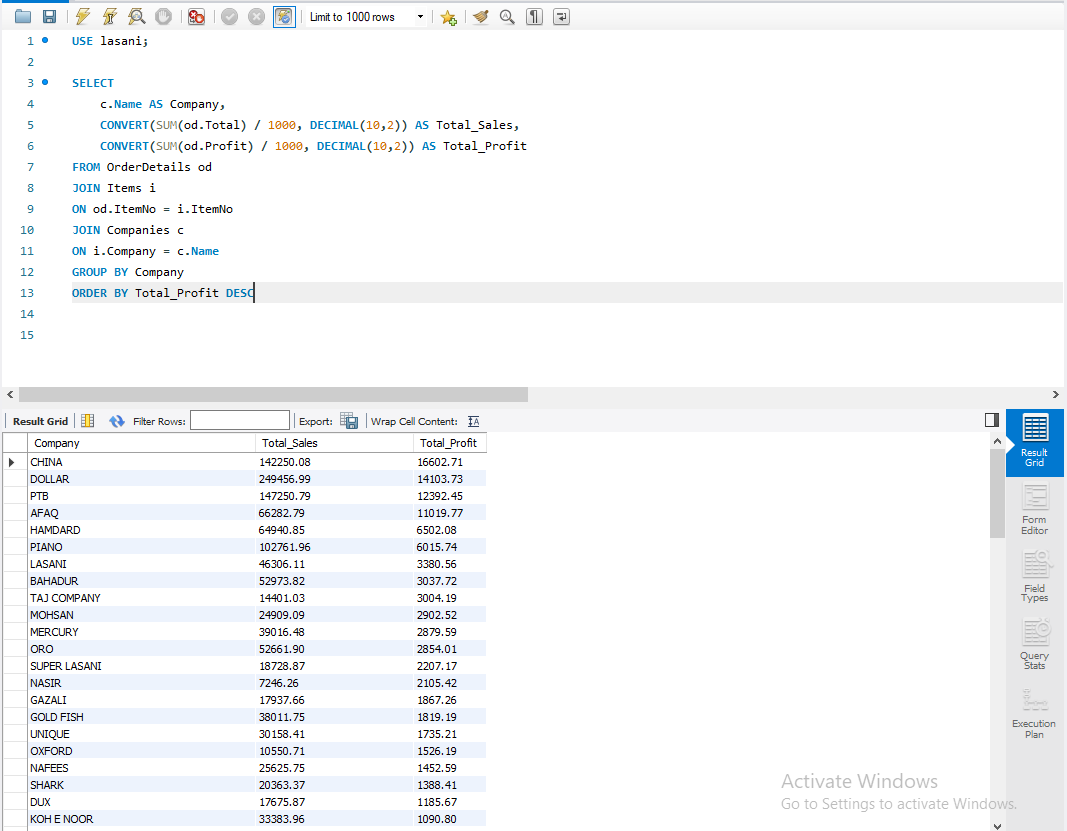 Limit to 1000 rows
1 USE lasani;
2
3 SELECT
4 c.Name AS Company,
5 CONVERT(SUM(od.Total) / 1000, DECIMAL(10,2)) AS Total_Sales,
6 CONVERT(SUM(od.Profit) / 1000, DECIMAL(10,2)) AS Total_Profit
7 FROM OrderDetails od
8 JOIN Items i
9 ON od.ItemNo = i.ItemNo
10 JOIN Companies c
11 ON i.Company = c.Name
12 GROUP BY Company
13 ORDER BY Total_Profit DESC
14
15
Result Grid Filter Rows: Export: Wrap Cell Content: IA
Company Total_Sales Total_Profit
CHINA 142250.08 16602.71
DOLLAR 249456.99 14103.73
PTB 147250.79 12392.45
AFAQ 66282.79 11019.77
HAMDARD 64940.85 6502.08
PIANO 102761.96 6015.74
LASANI 46306.11 3380.56
BAHADUR 52973.82 3037.72
TAJ COMPANY 14401.03 3004.19
MOHSAN 24909.09 2902.52
MERCURY 39016.48 2879.59
ORO 52661.90 2854.01
SUPER LASANI 18728.87 2207.17
NASIR 7246.26 2105.42
GAZALI 17937.66 1867.26
GOLD FISH 38011.75 1819.19
UNIQUE 30158.41 1735.21
OXFORD 10550.71 1526.19
NAFEES 25625.75 1452.59
SHARK 20363.37 1388.41
DUX 17675.87 1185.67
KOH E NOOR 33383.96 1090.80
Result
Grid
Form
Editor
Field
Types
Query
Stats
Execution
Plan
Activate Windows
Go to Settings to activate Windows.